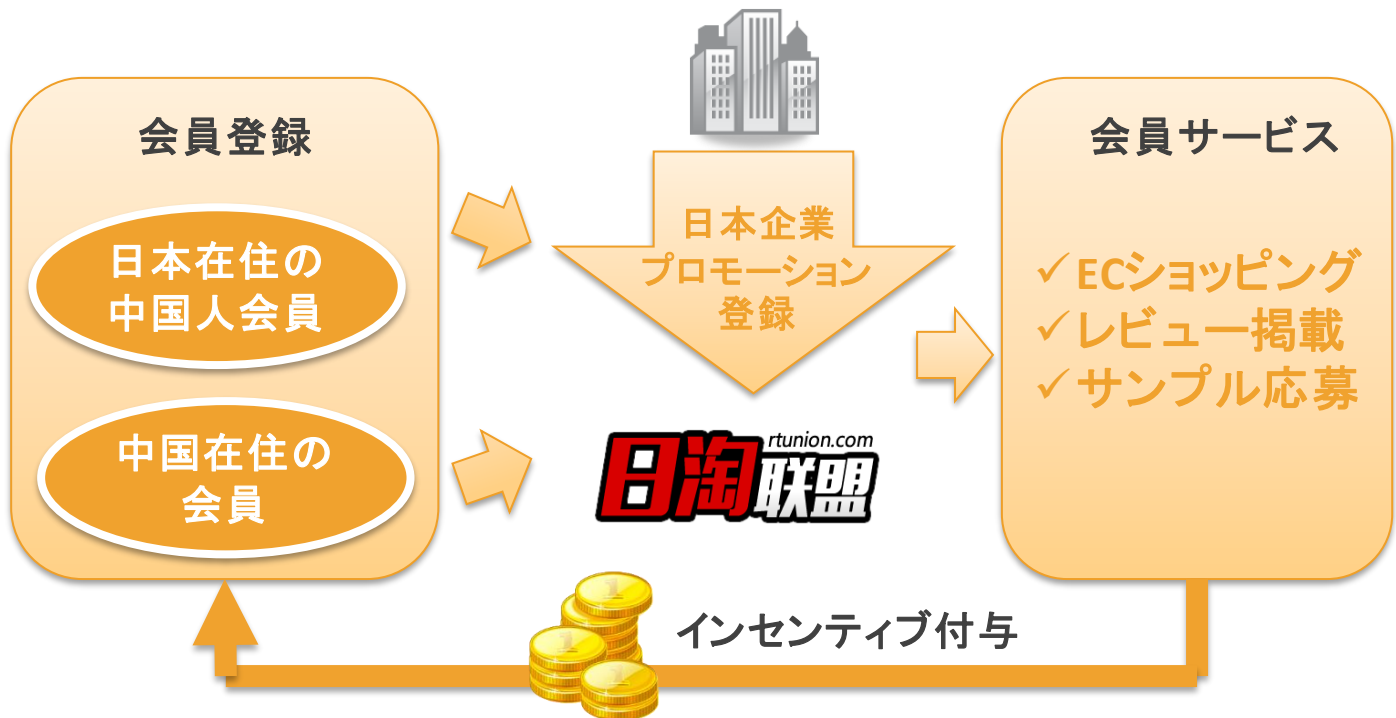 会員登録
日本在住の
中国人会員
中国在住の
会員
日本企業
プロモーション
登録
rtunion.com
日淘联盟
会員サービス
✓ECショッピング
✓レビュー掲載
✓サンプル応募
インセンティブ付与